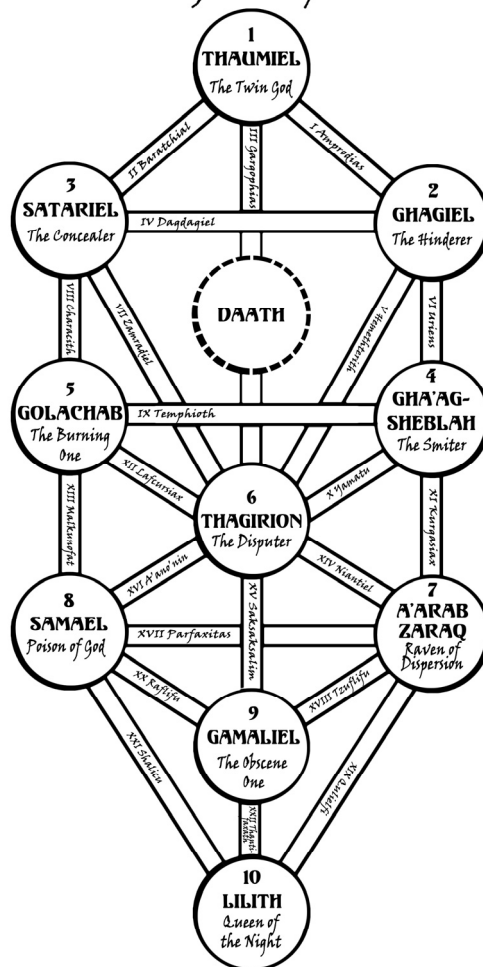 1
THAUMIEL
The Twin God
II Baratchial
III Gargophias
I Amprodias
3
SATARIEL
The Concealer
IV Dagdagiel
2
GHAGIEL
The Hinderer
DAATH
VIII Characith
VII Zamradiel
V Hemethterith
VI Uriens
5
GOLACHAB
The Burning
One
IX Temphioth
4
GHA'AG-
SHEBLAH
The Smiter
XII Lafcursiax
X Yamatu
6
THAGIRION
The Disputer
XIII Malkunofat
XI Kurgasiax
XVI A'ano'nin
XV Saksaksalim
XIV Niantiel
8
SAMAEL
Poison of God
XVII Parfaxitas
7
A'ARAB
ZARAQ
Raven of
Dispersion
XX Raflifu
XVIII Tzuflifu
9
GAMALIEL
The Obscene
One
XXI Shalicu
XIX Qulielfi
XXII Thanti-
faxath
10
LILITH
Queen of
the Night